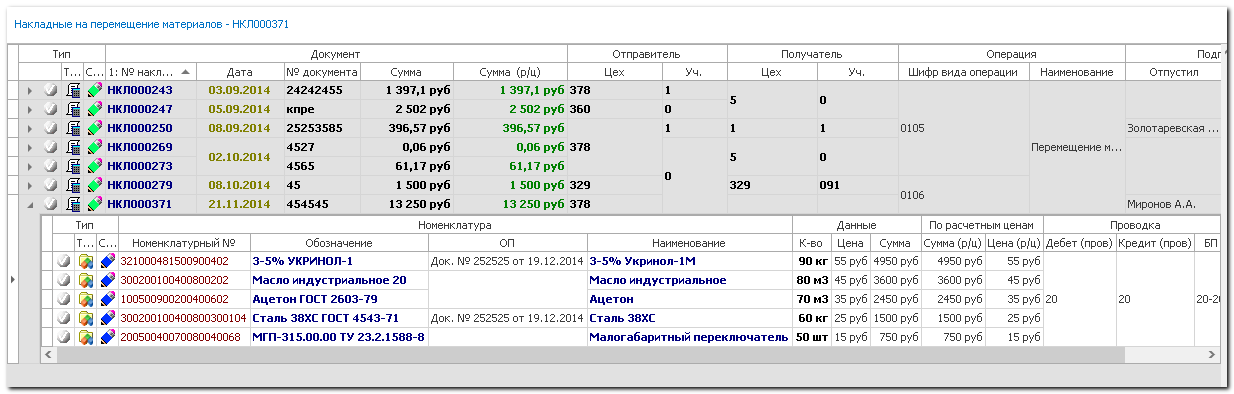 Накладные на перемещение материалов - НКЛ000371
Тип Документ Отправитель Получатель Операция Подг
Т... С... 1: № накл... Дата № документа Сумма Сумма (р/ц) Цех Уч. Цех Уч. Шифр вида операции Наименование Отпустил
НКЛ000243 03.09.2014 24242455 1 397,1 руб 1 397,1 руб 378 1
5 0
НКЛ000247 05.09.2014 кпре 2 502 руб 2 502 руб 360 0
НКЛ000250 08.09.2014 25253585 396,57 руб 396,57 руб 1 1 1 0105 Золотаревская ...
НКЛ000269 4527 0,06 руб 0,06 руб 378 Перемещение м...
02.10.2014 5 0
НКЛ000273 4565 61,17 руб 61,17 руб
0
НКЛ000279 08.10.2014 45 1 500 руб 1 500 руб 329 329 091
0106
НКЛ000371 21.11.2014 454545 13 250 руб 13 250 руб 378 Миронов А.А.
Тип Номенклатура Данные По расчетным ценам Проводка
Т... С... Номенклатурный № Обозначение ОП Наименование К-во Цена Сумма Сумма (р/ц) Цена (р/ц) Дебет (пров) Кредит (пров) БП
321000481500900402 3-5% УКРИНОЛ-1 Док. № 252525 от 19.12.2014 3-5% Укринол-1М 90 кг 55 руб 4950 руб 4950 руб 55 руб
300200100400800202 Масло индустриальное 20 Масло индустриальное 80 м3 45 руб 3600 руб 3600 руб 45 руб
100500900200400602 Ацетон ГОСТ 2603-79 Ацетон 70 м3 35 руб 2450 руб 2450 руб 35 руб 20 20 20-20
300200100400800300104 Сталь 38ХС ГОСТ 4543-71 Док. № 252525 от 19.12.2014 Сталь 38ХС 60 кг 25 руб 1500 руб 1500 руб 25 руб
20050040070080040068 МГП-315.00.00 ТУ 23.2.1588-8 Малогабаритный переключатель 50 шт 15 руб 750 руб 750 руб 15 руб